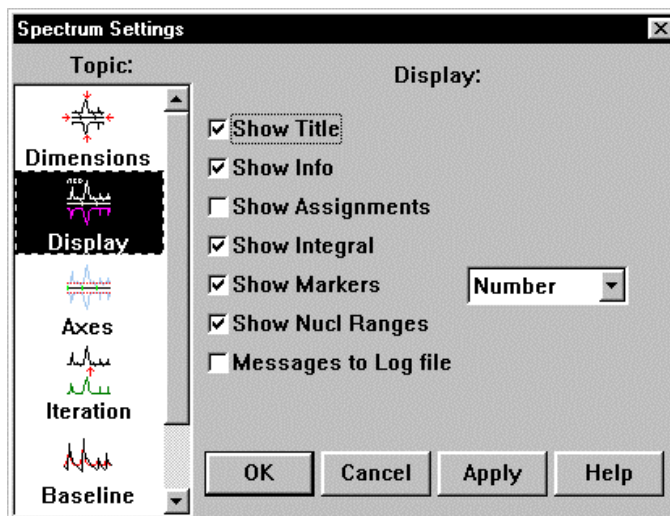 Spectrum Settings
Topic:
Dimensions
Display
Axes
Iteration
Baseline
Display:
Show Title
Show Info
Show Assignments
Show Integral
Show Markers
Number
Show Nucl Ranges
Messages to Log file
OK
Cancel
Apply
Help